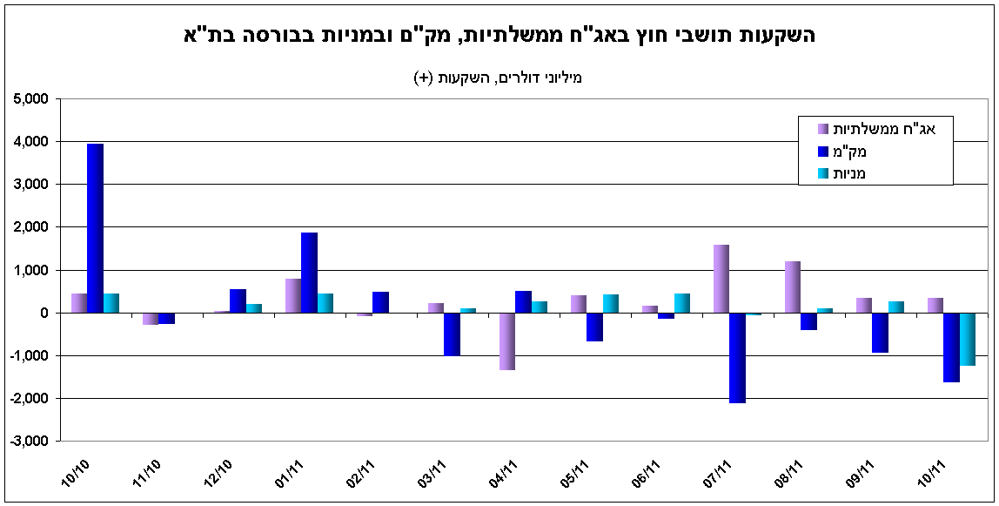 השקעות תושבי חוץ באג"ח ממשלתיות, מק"ם ובמניות בבורסה בת"א
מיליוני דולרים, השקעות (+)
5,000
4,000
3,000
2,000
1,000
0
-1,000
-2,000
-3,000
אג"ח ממשלתיות
מק"מ
מניות
10/10 11/10 12/10 01/11 02/11 03/11 04/11 05/11 06/11 07/11 08/11 09/11 10/11